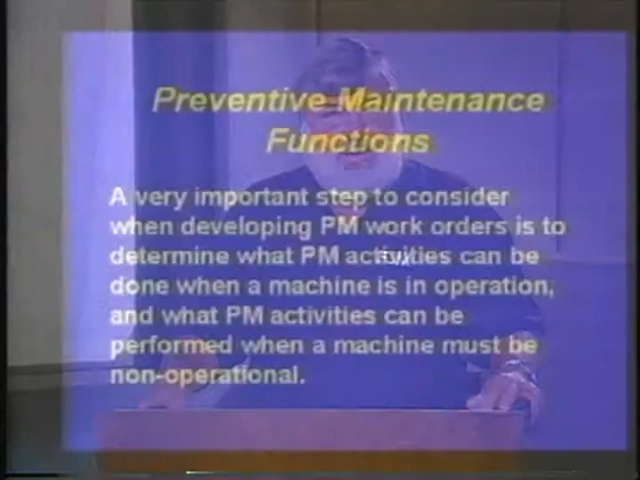 Preventive Maintenance
Functions
A very important step to consider
when developing PM work orders is to
determine what PM activities can be
done when a machine is in operation,
and what PM activities can be
performed when a machine must be
non-operational.